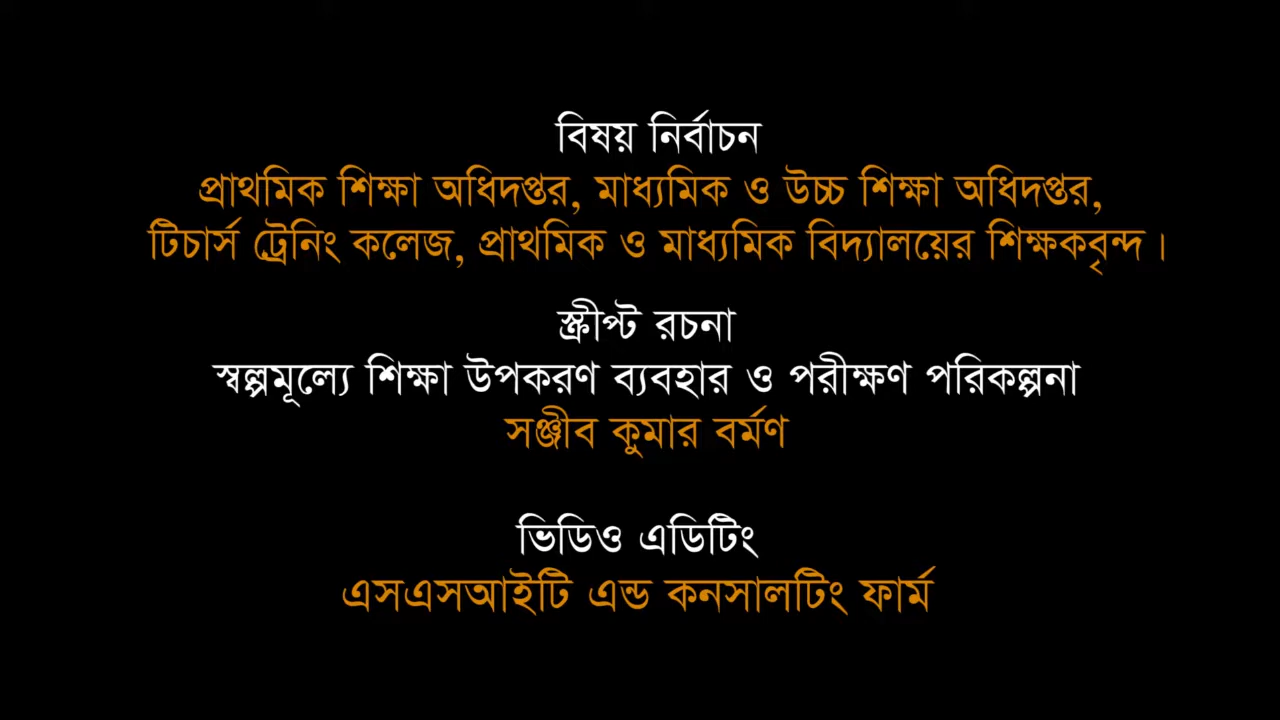 বিষয় নির্বাচন
প্রাথমিক শিক্ষা অধিদপ্তর, মাধ্যমিক ও উচ্চ শিক্ষা অধিদপ্তর,
টিচার্স ট্রেনিং কলেজ, প্রাথমিক ও মাধ্যমিক বিদ্যালয়ের শিক্ষকবৃন্দ।
স্ক্রীপ্ট রচনা
স্বল্পমূল্যে শিক্ষা উপকরণ ব্যবহার ও পরীক্ষণ পরিকল্পনা
সঞ্জীব কুমার বর্মণ
ভিডিও এডিটিং
এসএসআইটি এন্ড কনসালটিং ফার্ম